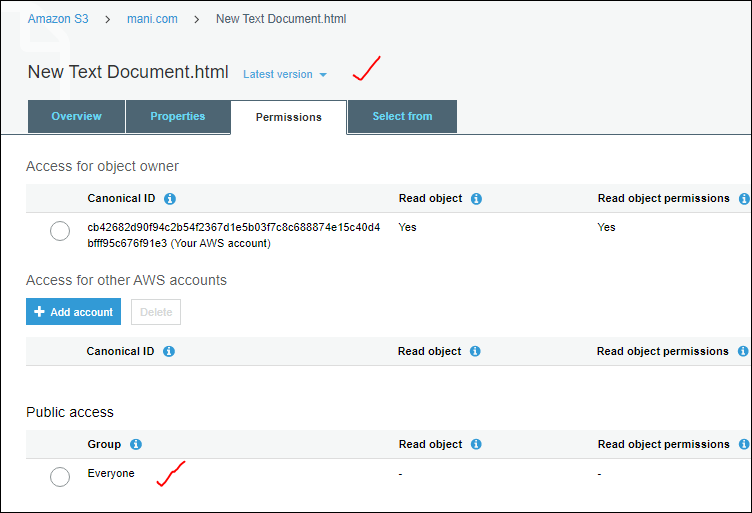 Amazon S3 > mani.com > New Text Document.html
New Text Document.html Latest version
Overview Properties Permissions Select from
Access for object owner
Canonical ID Read object Read object permissions
cb42682d90f94c2b54f2367d1e5b03f7c8c688874e15c40d4 Yes Yes
bfff95c676f91e3 (Your AWS account)
Access for other AWS accounts
+ Add account Delete
Canonical ID Read object Read object permissions
Public access
Group Read object Read object permissions
Everyone - -